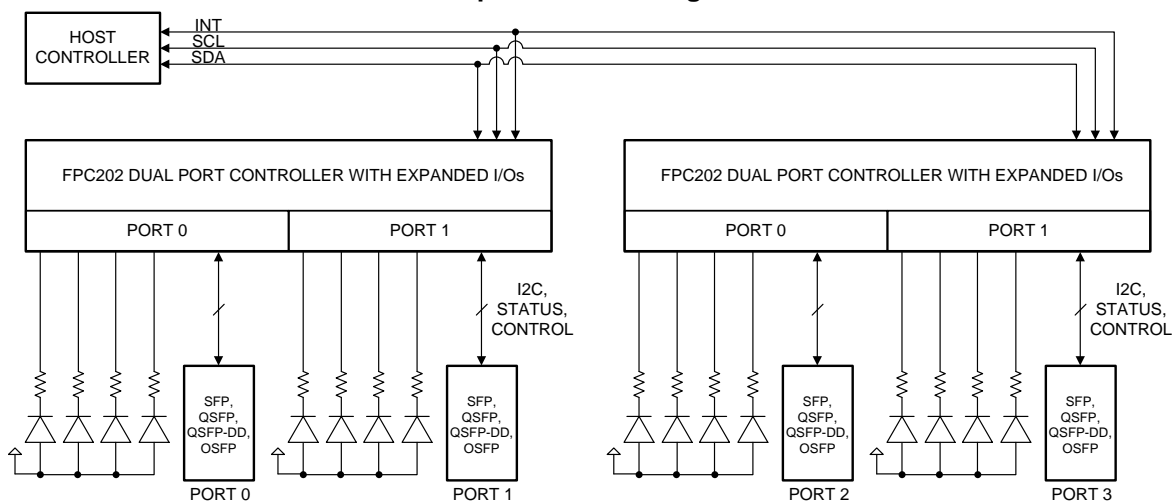 HOST
CONTROLLER
INT
SCL
SDA
FPC202 DUAL PORT CONTROLLER WITH EXPANDED I/Os
PORT 0
PORT 1
FPC202 DUAL PORT CONTROLLER WITH EXPANDED I/Os
PORT 0
PORT 1
I2C,
STATUS,
CONTROL
I2C,
STATUS,
CONTROL
SFP,
QSFP,
QSFP-DD,
OSFP
PORT 0
SFP,
QSFP,
QSFP-DD,
OSFP
PORT 1
SFP,
QSFP,
QSFP-DD,
OSFP
PORT 2
SFP,
QSFP,
QSFP-DD,
OSFP
PORT 3